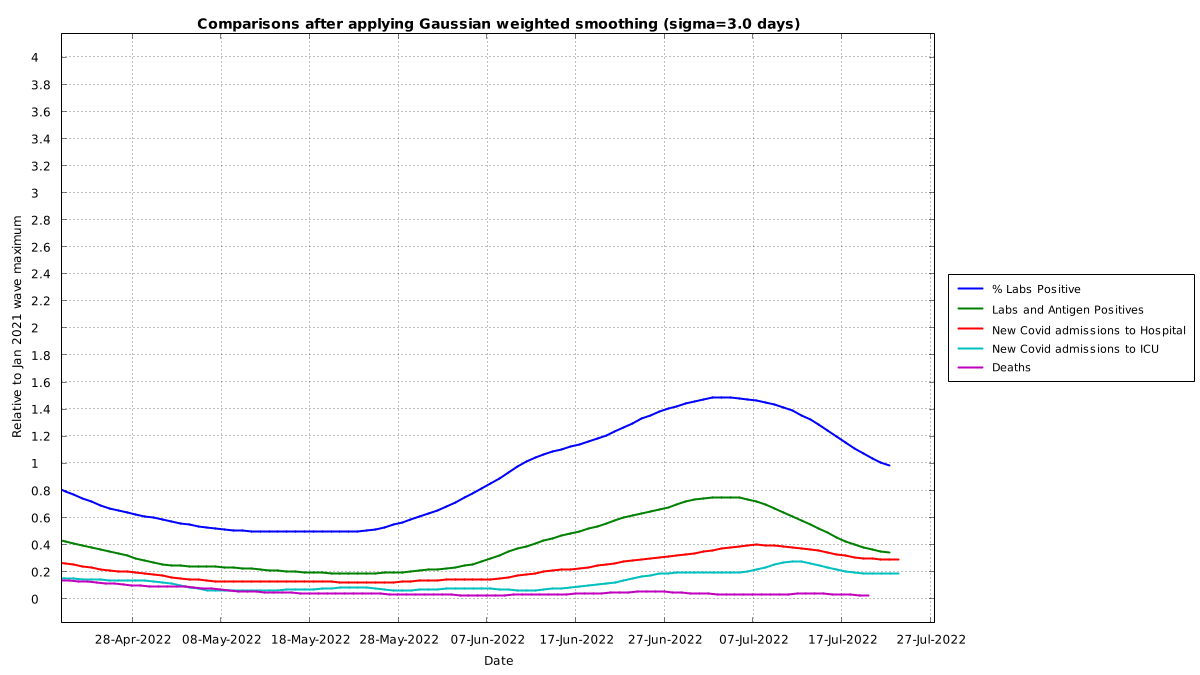 Comparisons after applying Gaussian weighted smoothing (sigma=3.0 days)
Relative to Jan 2021 wave maximum
4
3.8
3.6
3.4
3.2
3
2.8
2.6
2.4
2.2
2
1.8
1.6
1.4
1.2
1
0.8
0.6
0.4
0.2
0
28-Apr-2022 08-May-2022 18-May-2022 28-May-2022 07-Jun-2022 17-Jun-2022 27-Jun-2022 07-Jul-2022 17-Jul-2022 27-Jul-2022
Date
% Labs Positive
Labs and Antigen Positives
New Covid admissions to Hospital
New Covid admissions to ICU
Deaths